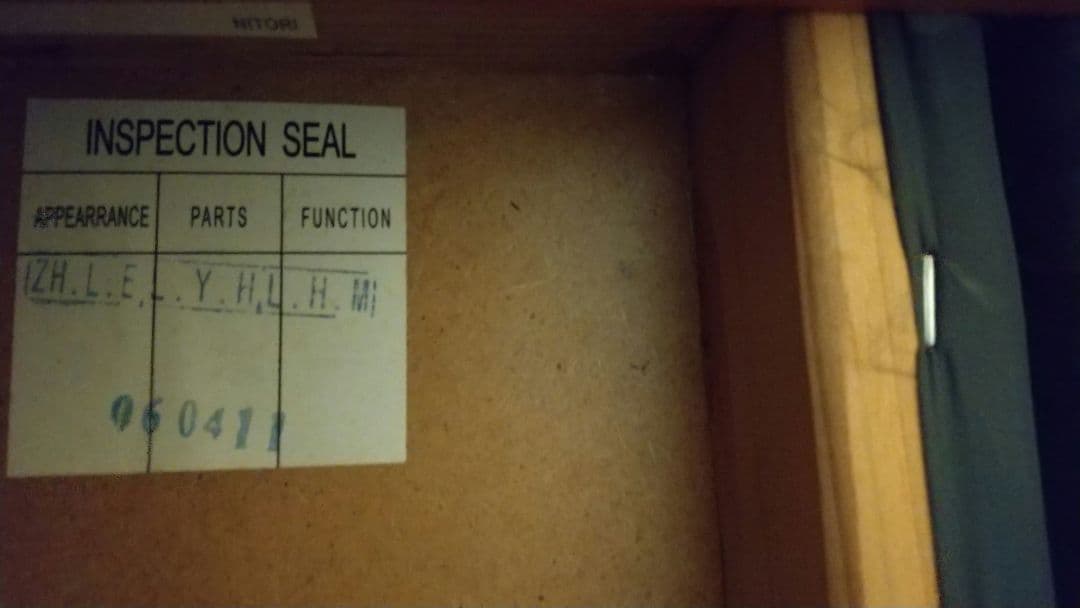 NITORI
INSPECTION SEAL
APPEARRANCE PARTS FUNCTION
ZH.L.E,L.Y.H,L.H.M
060411